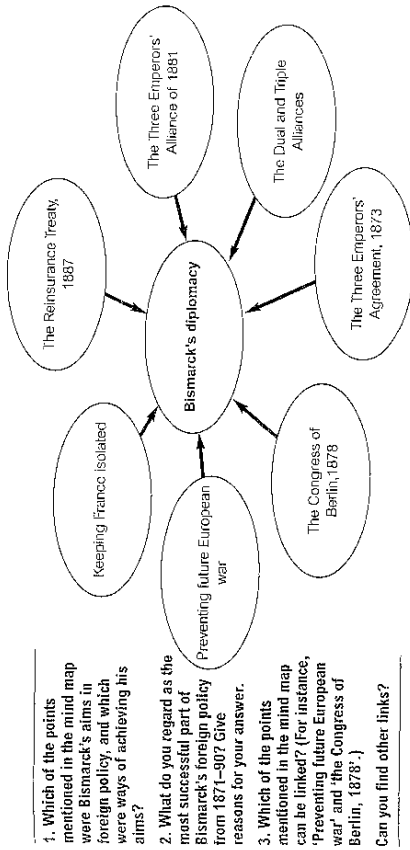 1. Which of the points
mentioned in the mind map
were Bismarck's aims in
foreign policy, and which
were ways of achieving his
aims?
2. What do you regard as the
most successful part of
Bismarck's foreign policy
from 1871–90? Give
reasons for your answer.
3. Which of the points
mentioned in the mind map
can be linked? (For instance,
'Preventing future European
war' and 'the Congress of
Berlin, 1878'.)
Can you find other links?
Keeping Franco isolated
The Reinsurance Treaty,
1887
The Three Emperors'
Alliance of 1881
Preventing future European
war
Bismarck's diplomacy
The Dual and Triple
Alliances
The Congress of
Berlin,1878
The Three Emperors'
Agreement, 1873